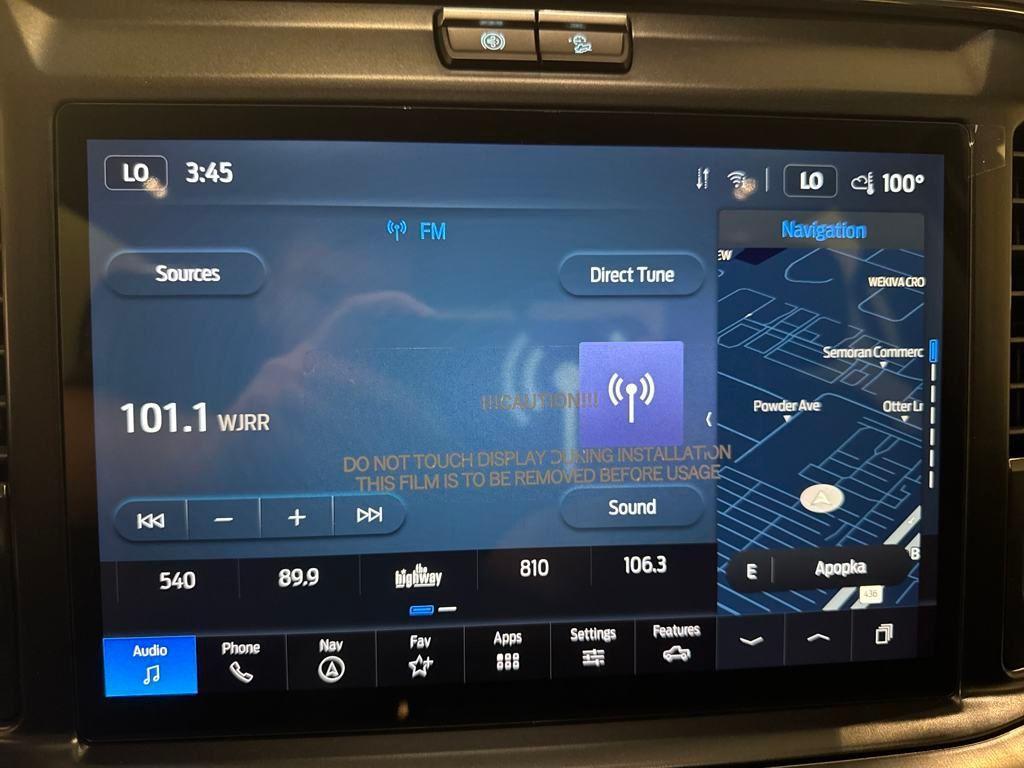 LO 3:45 LO 100°
FM
Navigation
Sources
Direct Tune
EW
WEKIVA CRO
Semoran Commerc
Powder Ave
Otter Lr
101.1 WJRR
!!!CAUTION!!!
DO NOT TOUCH DISPLAY DURING INSTALLATION
THIS FILM IS TO BE REMOVED BEFORE USAGE
Sound
B
E Apopka
436
540 89.9 the highway 810 106.3
Audio Phone Nav Fav Apps Settings Features